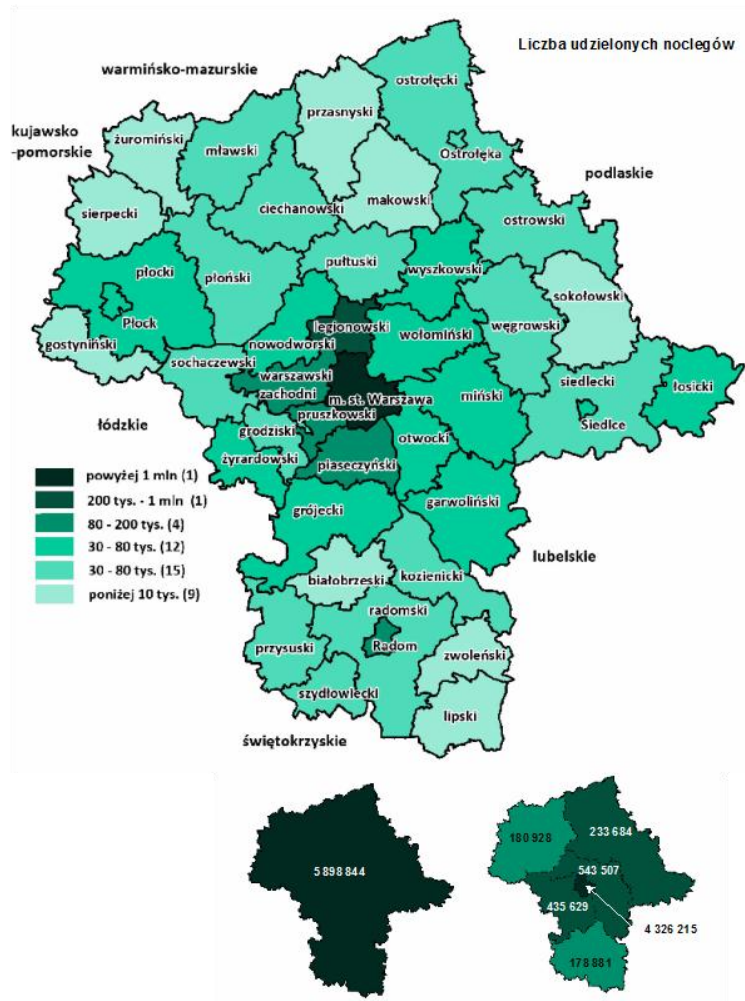 Liczba udzielonych noclegów
warmińsko-mazurskie
ostrołęcki
przasnyski
kujawsko
-pomorskie
żuromiński
mławski
Ostrołęka
podlaskie
makowski
ciechanowski
sierpecki
ostrowski
pułtuski
płocki
płoński
wyszkowski
sokołowski
Płock
legionowski
węgrowski
gostyniński
nowodworski
wołomiński
sochaczewski
siedlecki
warszawski
zachodni
m. st. Warszawa
miński
łosicki
pruszkowski
Siedlce
łódzkie
grodziski
otwocki
żyrardowski
piaseczyński
powyżej 1 mln (1)
200 tys. - 1 mln (1)
garwoliński
grójecki
80 - 200 tys. (4)
30 - 80 tys. (12)
lubelskie
30 - 80 tys. (15)
białobrzeski
kozienicki
poniżej 10 tys. (9)
radomski
Radom
przysuski
zwoleński
szydłowiecki
lipski
świętokrzyskie
5 898 844
180 928
233 684
543 507
435 629
4 326 215
178 881